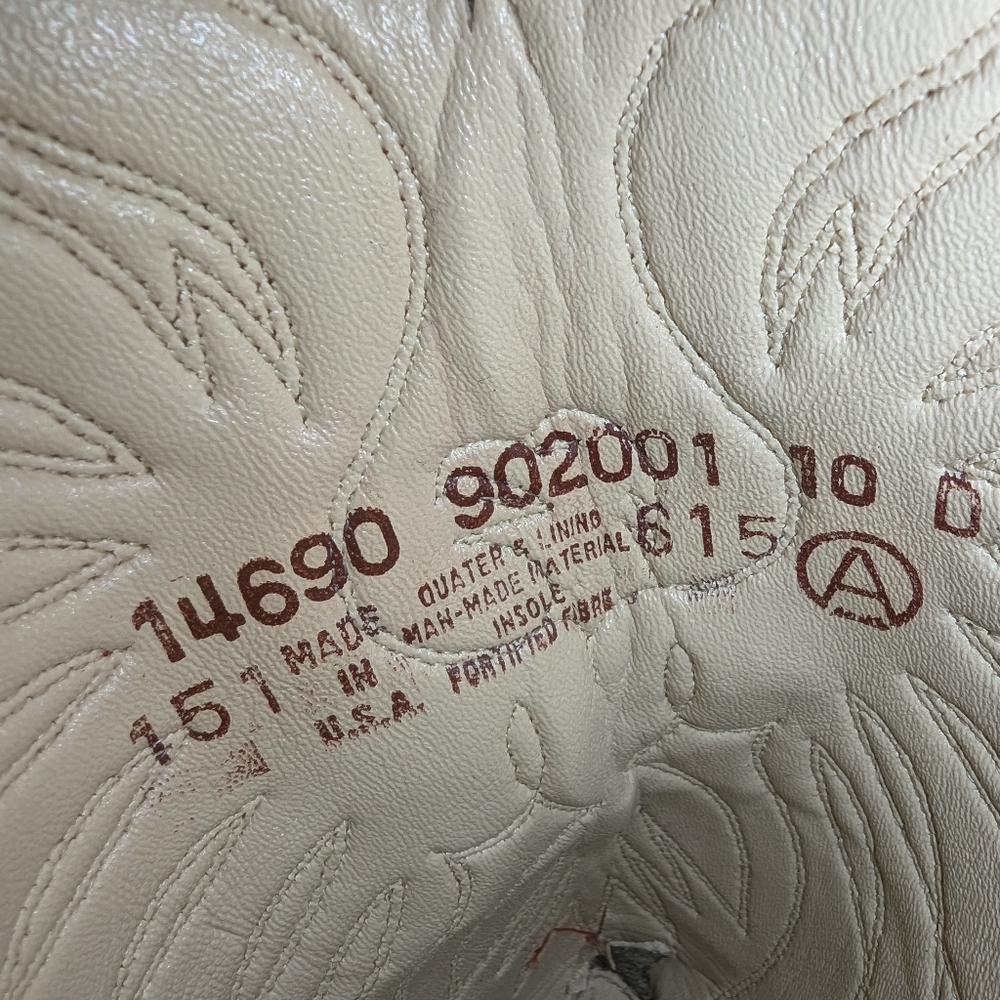 14690 902001 10 D
151 MADE IN U.S.A.
QUATER & LINING
MAN-MADE MATERIAL
INSOLE
FORTIFIED FIBRE
615 A